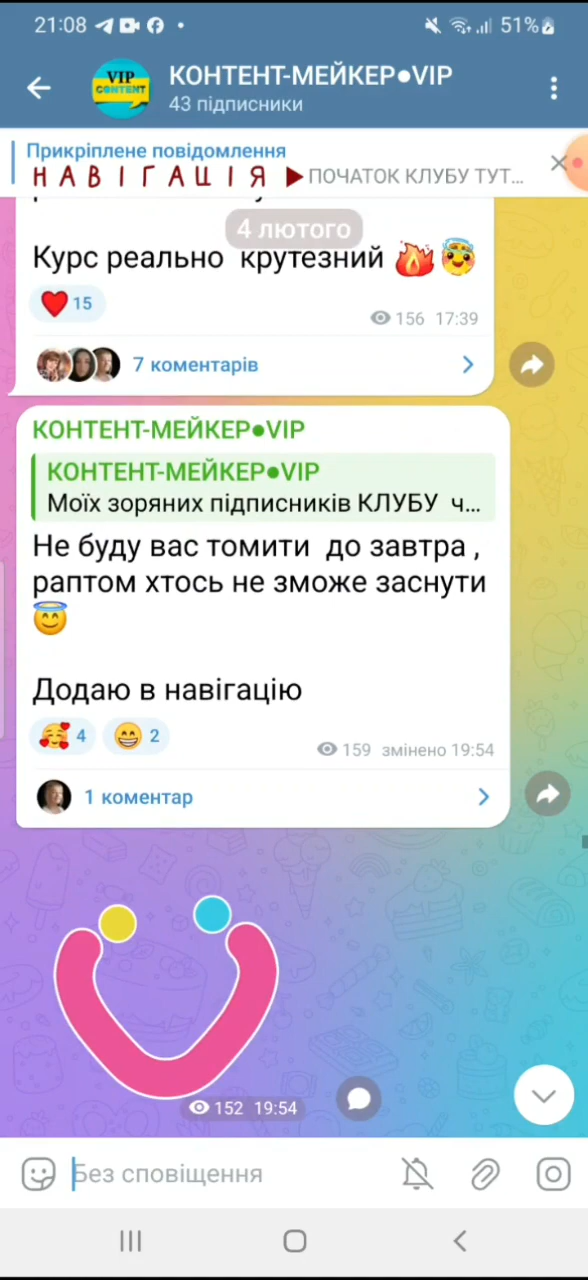 21:08
51%
VIP
CONTENT
КОНТЕНТ-МЕЙКЕР●VIP
43 підписники
Прикріплене повідомлення
НАВІГАЦІЯ ▶ПОЧАТОК КЛУБУ ТУТ...
4 лютого
Курс реально крутезний 🔥😇
❤️ 15
156 17:39
7 коментарів
КОНТЕНТ-МЕЙКЕР●VIP
КОНТЕНТ-МЕЙКЕР●VIP
Моїх зоряних підписників КЛУБУ ч...
Не буду вас томити до завтра ,
раптом хтось не зможе заснути
😇
Додаю в навігацію
🥰 4 😁 2
159 змінено 19:54
1 коментар
152 19:54
Без сповіщення